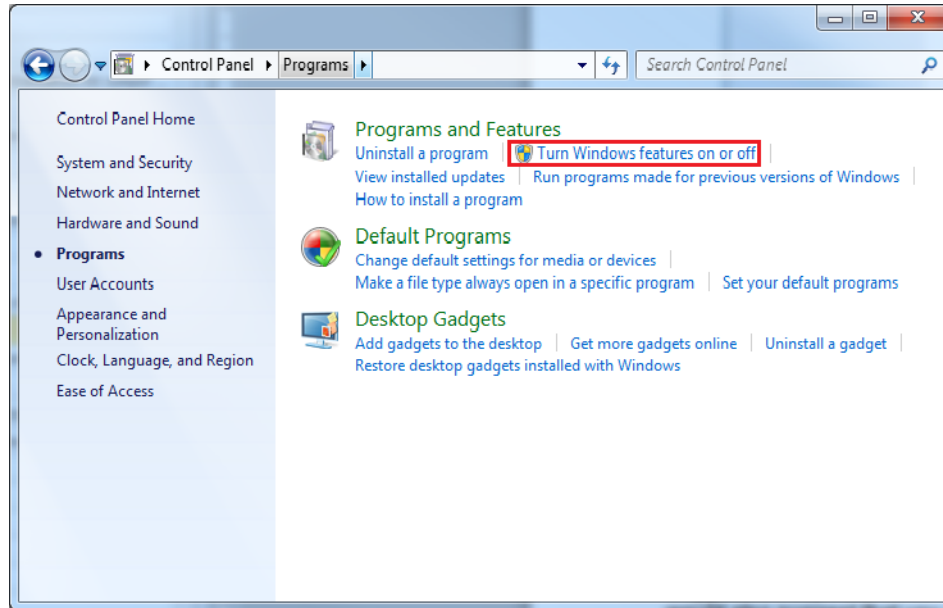 Control Panel Programs
Search Control Panel
Control Panel Home
System and Security
Network and Internet
Hardware and Sound
Programs
User Accounts
Appearance and
Personalization
Clock, Language, and Region
Ease of Access
Programs and Features
Uninstall a program Turn Windows features on or off
View installed updates Run programs made for previous versions of Windows
How to install a program
Default Programs
Change default settings for media or devices
Make a file type always open in a specific program Set your default programs
Desktop Gadgets
Add gadgets to the desktop Get more gadgets online Uninstall a gadget
Restore desktop gadgets installed with Windows